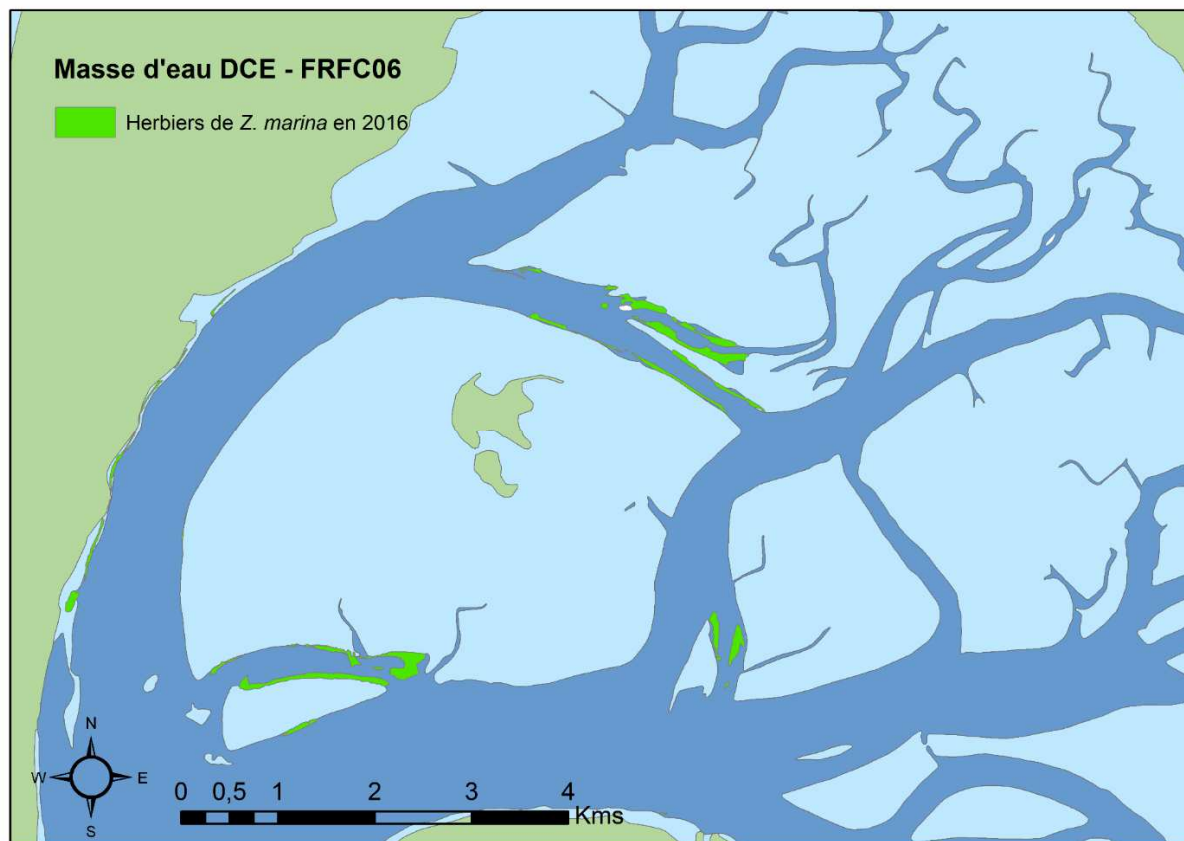 Masse d'eau DCE - FRFC06
Herbiers de Z. marina en 2016
N
W E
S
0 0,5 1 2 3 4
Kms